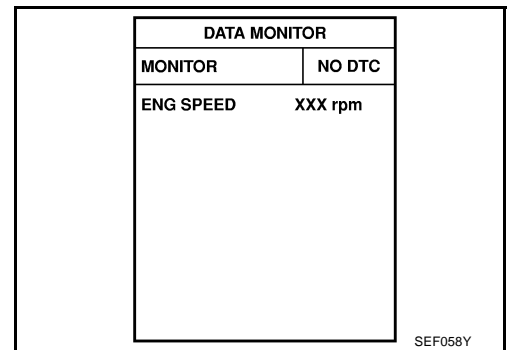 DATA MONITOR
MONITOR NO DTC
ENG SPEED XXX rpm
SEF058Y